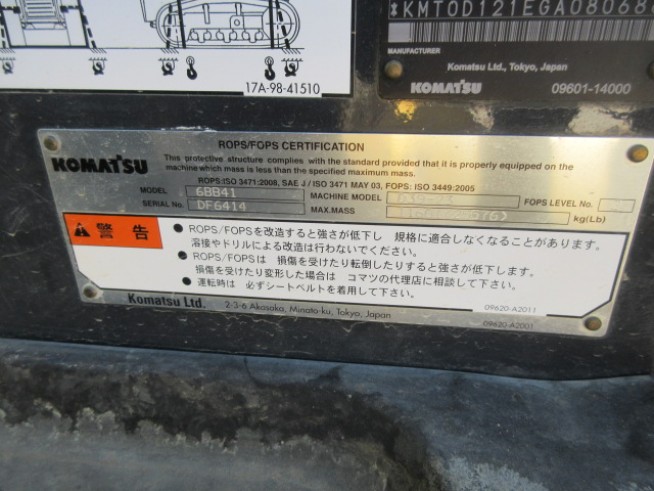 17A-98-41510
MANUFACTURER
Komatsu Ltd., Tokyo, Japan
KOMATSU 09601-14000
ROPS/FOPS CERTIFICATION
KOMATSU
This protective structure complies with the standard provided that it is properly equipped on the
machine which mass is less than the specified maximum mass.
ROPS:ISO 3471:2008, SAE J / ISO 3471 MAY 03, FOPS: ISO 3449:2005
MODEL 6BB41 MACHINE MODEL FOPS LEVEL NO.
SERIAL NO. DF6414 MAX.MASS kg(Lb)
警告
● ROPS/FOPSを改造すると強さが低下し 規格に適合しなくなることがあります。
溶接やドリルによる改造は行わないでください。
● ROPS/FOPSは 損傷を受けたり転倒したりすると強さが低下します。
損傷を受けたり変形した場合は コマツの代理店に相談して下さい。
● 運転時は 必ずシートベルトを着用して下さい。
09620-A2011
Komatsu Ltd. 2-3-6 Akasaka, Minato-ku, Tokyo, Japan 09620-A2001